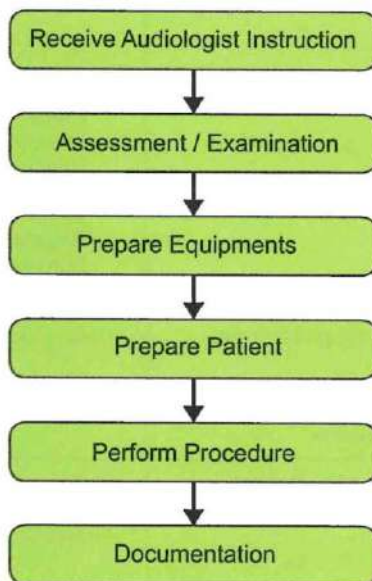 Receive Audiologist Instruction
Assessment / Examination
Prepare Equipments
Prepare Patient
Perform Procedure
Documentation